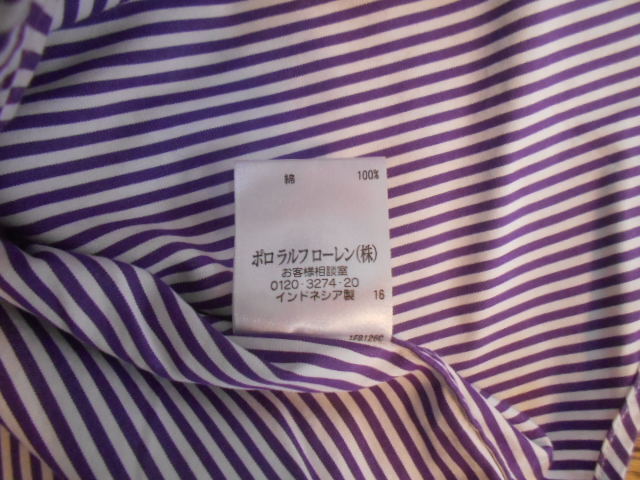 綿 100%
ポロ ラルフ ローレン(株)
お客様相談室
0120-3274-20
インドネシア製 16